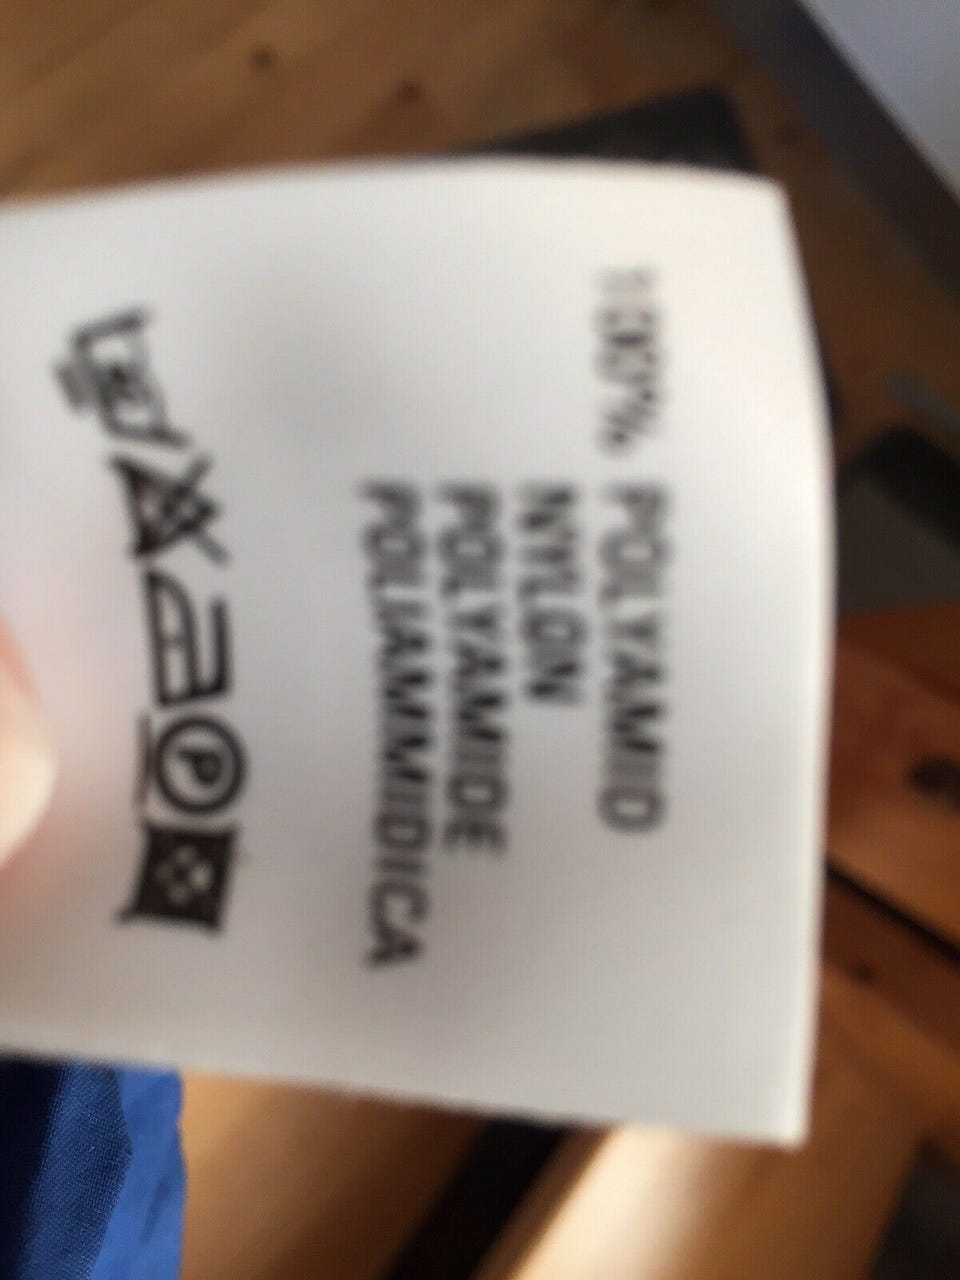 100% POLYAMID
NYLON
POLYAMIDE
POLIAMMIDICA
P